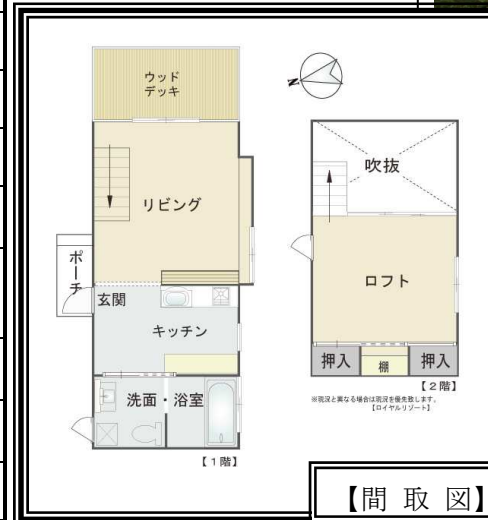 ウッド
デッキ
N
リビング
ポーチ
玄関
キッチン
洗面・浴室
【1階】
吹抜
ロフト
押入
棚
押入
【2階】
※現況と異なる場合は現況を優先致します。
【ロイヤルリゾート】
【間取図】